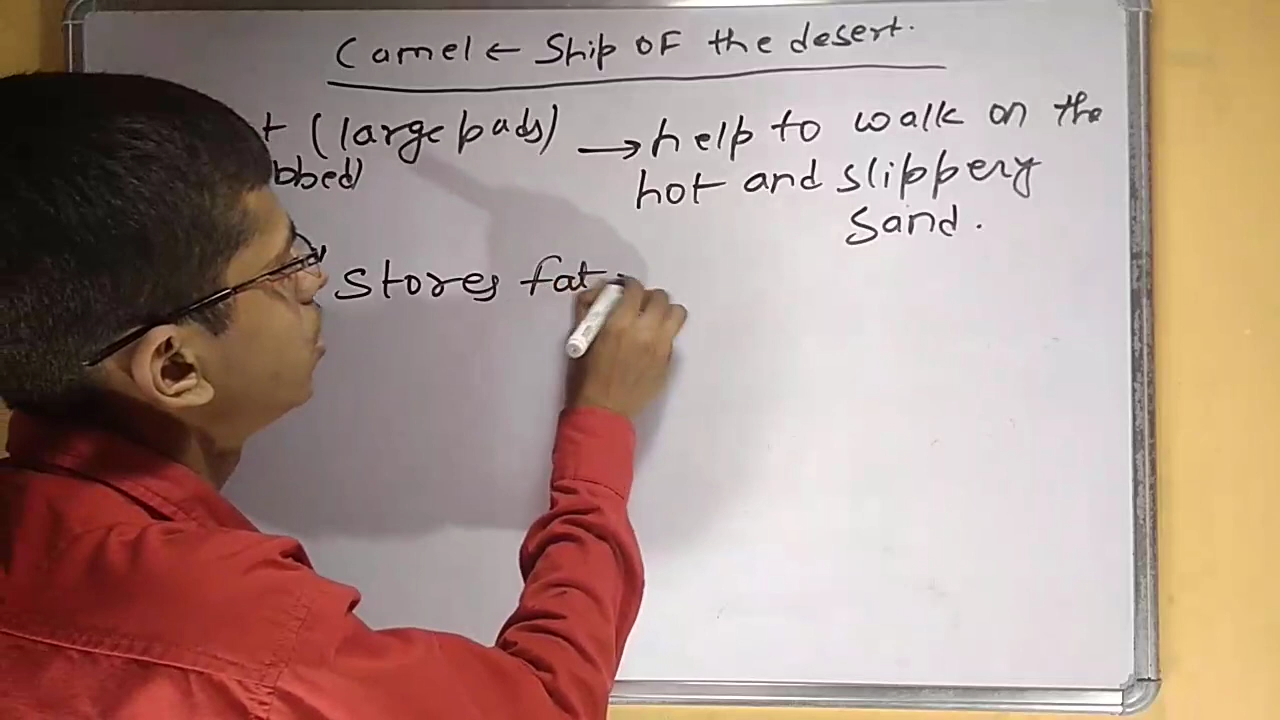 Camel ← Ship OF the desert.
(large pads) → help to walk on the
hot and slippery
sand.
stores fat